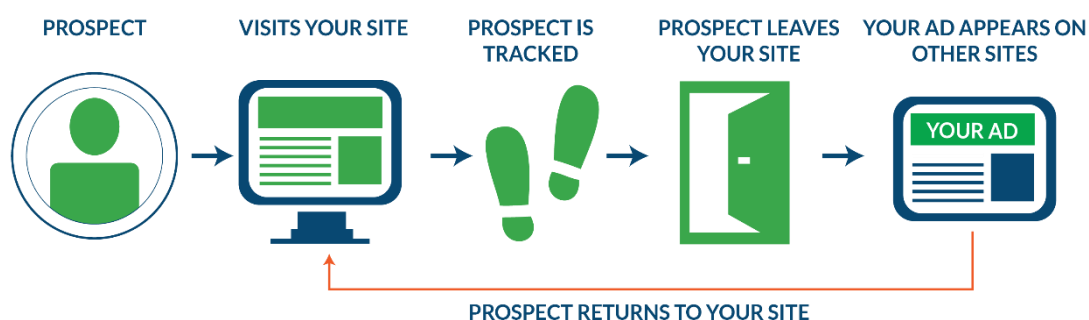 PROSPECT
VISITS YOUR SITE
PROSPECT IS
TRACKED
PROSPECT LEAVES
YOUR SITE
YOUR AD APPEARS ON
OTHER SITES
YOUR AD
PROSPECT RETURNS TO YOUR SITE